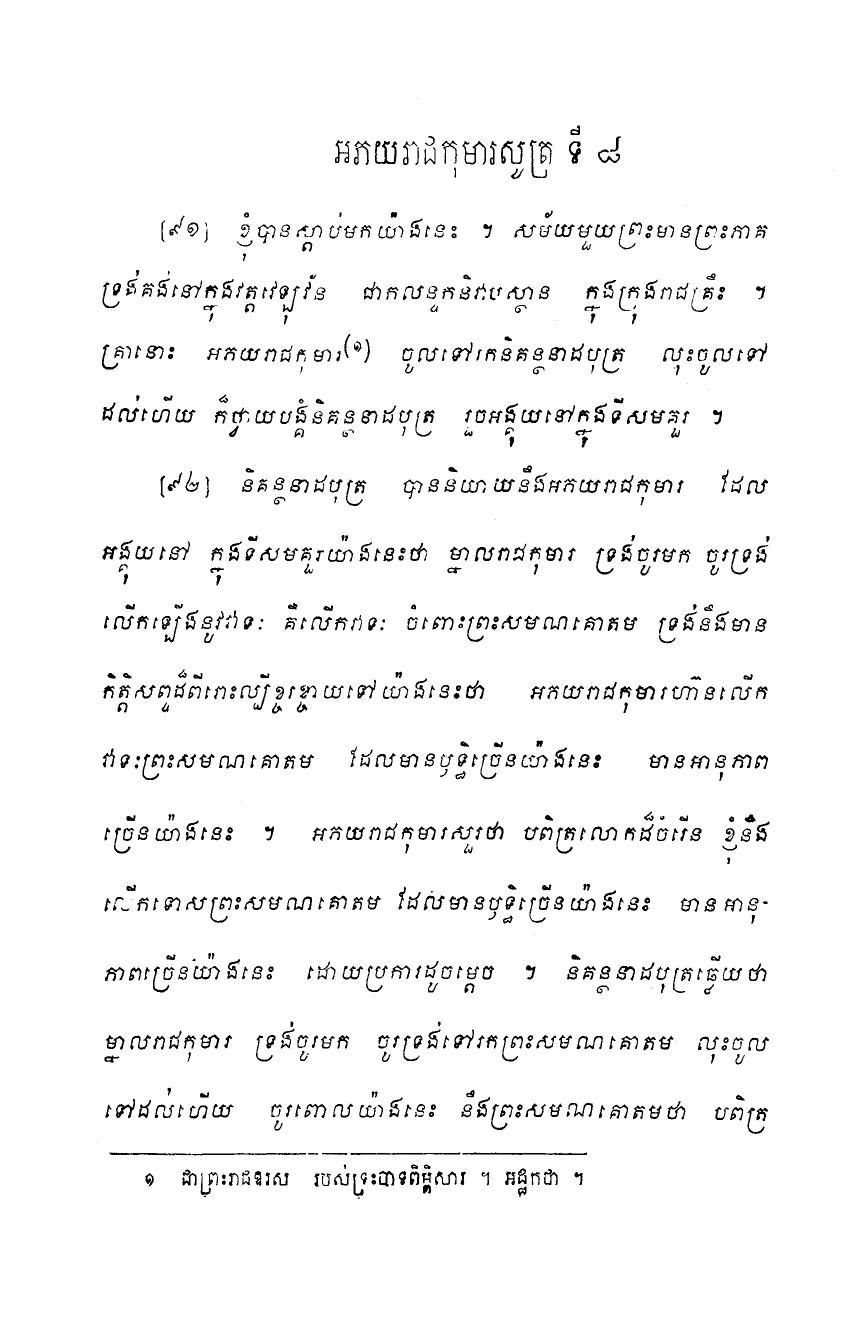 អភយរាជកុមារសូត្រ ទី ៨
[៩១] ខ្ញុំបានស្តាប់មកយ៉ាងនេះ ។ សម័យមួយព្រះមានព្រះភាគ
ទ្រង់គង់នៅក្នុងវត្តវេឡុវ័ន ជាកលន្ទកនិវាបស្ថាន ក្នុងក្រុងរាជគ្រឹះ ។
គ្រានោះ អភយរាជកុមារ(១) ចូលទៅរកនិគន្ថនាដបុត្រ លុះចូលទៅ
ដល់ហើយ ក៏ថ្វាយបង្គំនិគន្ថនាដបុត្រ រួចអង្គុយនៅក្នុងទីសមគួរ ។
[៩២] និគន្ថនាដបុត្រ បាននិយាយនឹងអភយរាជកុមារ ដែល
អង្គុយនៅ ក្នុងទីសមគួរយ៉ាងនេះថា ម្នាលរាជកុមារ ទ្រង់ចូរមក ចូរទ្រង់
លើកឡើងនូវវាទៈ គឺលើកវាទៈ ចំពោះព្រះសមណគោតម ទ្រង់នឹងមាន
កិត្តិសព្ទដ៏ពីរោះល្បីខ្ចរខ្ចាយទៅយ៉ាងនេះថា អភយរាជកុមារហ៊ានលើក
វាទៈព្រះសមណគោតម ដែលមានឫទ្ធិច្រើនយ៉ាងនេះ មានអានុភាព
ច្រើនយ៉ាងនេះ ។ អភយរាជកុមារសួរថា បពិត្រលោកដ៏ចំរើន ខ្ញុំនឹង
លើកទោសព្រះសមណគោតម ដែលមានឫទ្ធិច្រើនយ៉ាងនេះ មានអានុ-
ភាពច្រើនយ៉ាងនេះ ដោយប្រការដូចម្តេច ។ និគន្ថនាដបុត្រឆ្លើយថា
ម្នាលរាជកុមារ ទ្រង់ចូរមក ចូរទ្រង់ទៅរកព្រះសមណគោតម លុះចូល
ទៅដល់ហើយ ចូរពោលយ៉ាងនេះ នឹងព្រះសមណគោតមថា បពិត្រ
១ ជាព្រះរាជឱរស របស់ទ្រះបាទពិម្ពិសារ ។ អដ្ឋកថា ។